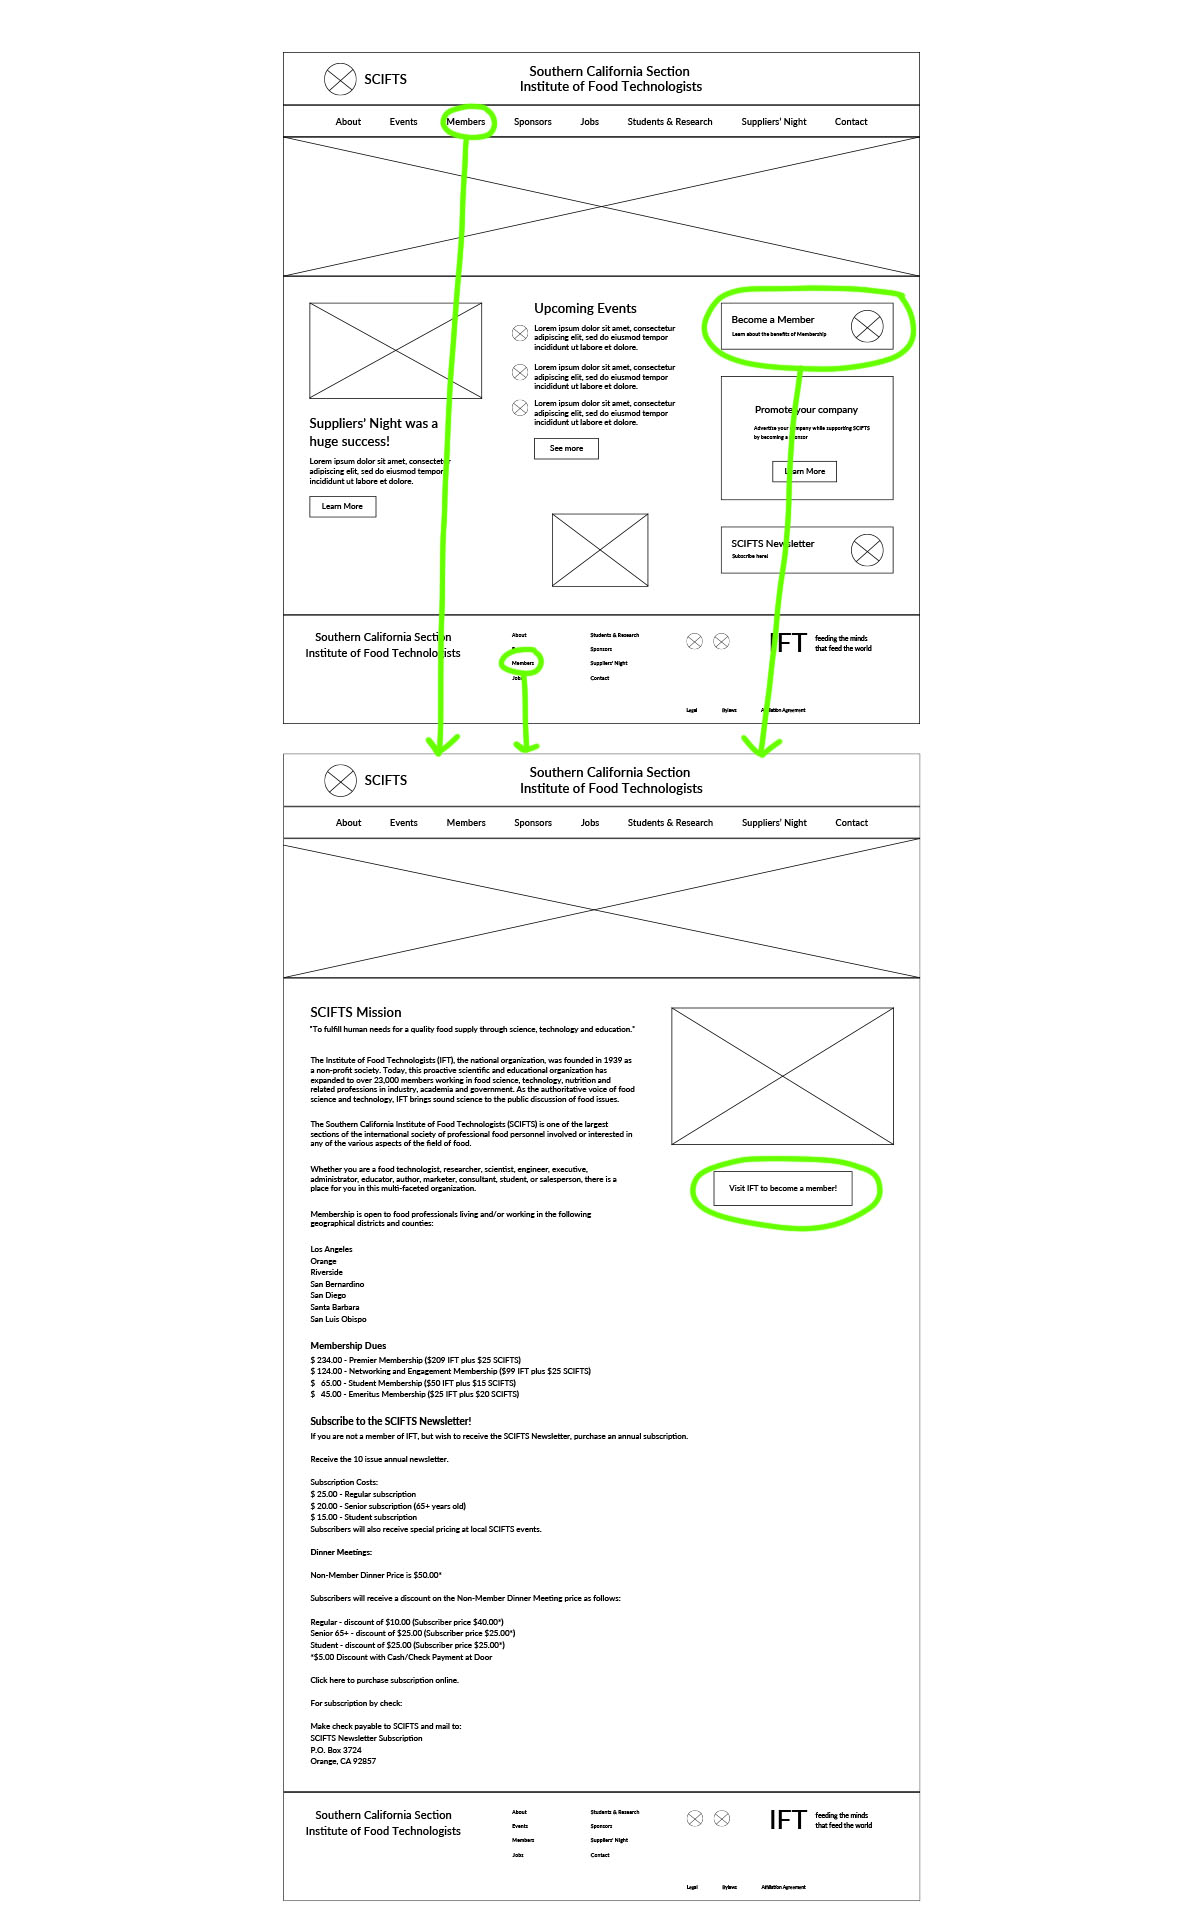 SCIFTS
Southern California Section
Institute of Food Technologists
About Events Members Sponsors Jobs Students & Research Suppliers' Night Contact
Suppliers' Night was a
huge success!
Lorem ipsum dolor sit amet, consectetur
adipiscing elit, sed do eiusmod tempor
incididunt ut labore et dolore.
Learn More
Upcoming Events
Lorem ipsum dolor sit amet, consectetur
adipiscing elit, sed do eiusmod tempor
incididunt ut labore et dolore.
Lorem ipsum dolor sit amet, consectetur
adipiscing elit, sed do eiusmod tempor
incididunt ut labore et dolore.
Lorem ipsum dolor sit amet, consectetur
adipiscing elit, sed do eiusmod tempor
incididunt ut labore et dolore.
See more
Become a Member
Learn about the benefits of Membership
Promote your company
Advertise your company while supporting SCIFTS
by becoming a sponsor
Learn More
SCIFTS Newsletter
Subscribe here!
Southern California Section
Institute of Food Technologists
About
Members
Jobs
Students & Research
Sponsors
Suppliers' Night
Contact
IFT
feeding the minds
that feed the world
Legal Bylaws Affiliation Agreement
SCIFTS
Southern California Section
Institute of Food Technologists
About Events Members Sponsors Jobs Students & Research Suppliers' Night Contact
SCIFTS Mission
"To fulfill human needs for a quality food supply through science, technology and education."
The Institute of Food Technologists (IFT), the national organization, was founded in 1939 as
a non-profit society. Today, this proactive scientific and educational organization has
expanded to over 23,000 members working in food science, technology, nutrition and
related professions in industry, academia and government. As the authoritative voice of food
science and technology, IFT brings sound science to the public discussion of food issues.
The Southern California Institute of Food Technologists (SCIFTS) is one of the largest
sections of the international society of professional food personnel involved or interested in
any of the various aspects of the field of food.
Whether you are a food technologist, researcher, scientist, engineer, executive,
administrator, educator, author, marketer, consultant, student, or salesperson, there is a
place for you in this multi-faceted organization.
Membership is open to food professionals living and/or working in the following
geographical districts and counties:
Los Angeles
Orange
Riverside
San Bernardino
San Diego
Santa Barbara
San Luis Obispo
Membership Dues
$ 234.00 - Premier Membership ($209 IFT plus $25 SCIFTS)
$ 124.00 - Networking and Engagement Membership ($99 IFT plus $25 SCIFTS)
$ 65.00 - Student Membership ($50 IFT plus $15 SCIFTS)
$ 45.00 - Emeritus Membership ($25 IFT plus $20 SCIFTS)
Subscribe to the SCIFTS Newsletter!
If you are not a member of IFT, but wish to receive the SCIFTS Newsletter, purchase an annual subscription.
Receive the 10 issue annual newsletter.
Subscription Costs:
$ 25.00 - Regular subscription
$ 20.00 - Senior subscription (65+ years old)
$ 15.00 - Student subscription
Subscribers will also receive special pricing at local SCIFTS events.
Dinner Meetings:
Non-Member Dinner Price is $50.00*
Subscribers will receive a discount on the Non-Member Dinner Meeting price as follows:
Regular - discount of $10.00 (Subscriber price $40.00*)
Senior 65+ - discount of $25.00 (Subscriber price $25.00*)
Student - discount of $25.00 (Subscriber price $25.00*)
*$5.00 Discount with Cash/Check Payment at Door
Click here to purchase subscription online.
For subscription by check:
Make check payable to SCIFTS and mail to:
SCIFTS Newsletter Subscription
P.O. Box 3724
Orange, CA 92857
Visit IFT to become a member!
Southern California Section
Institute of Food Technologists
About
Events
Members
Jobs
Students & Research
Sponsors
Suppliers' Night
Contact
IFT
feeding the minds
that feed the world
Legal Bylaws Affiliation Agreement